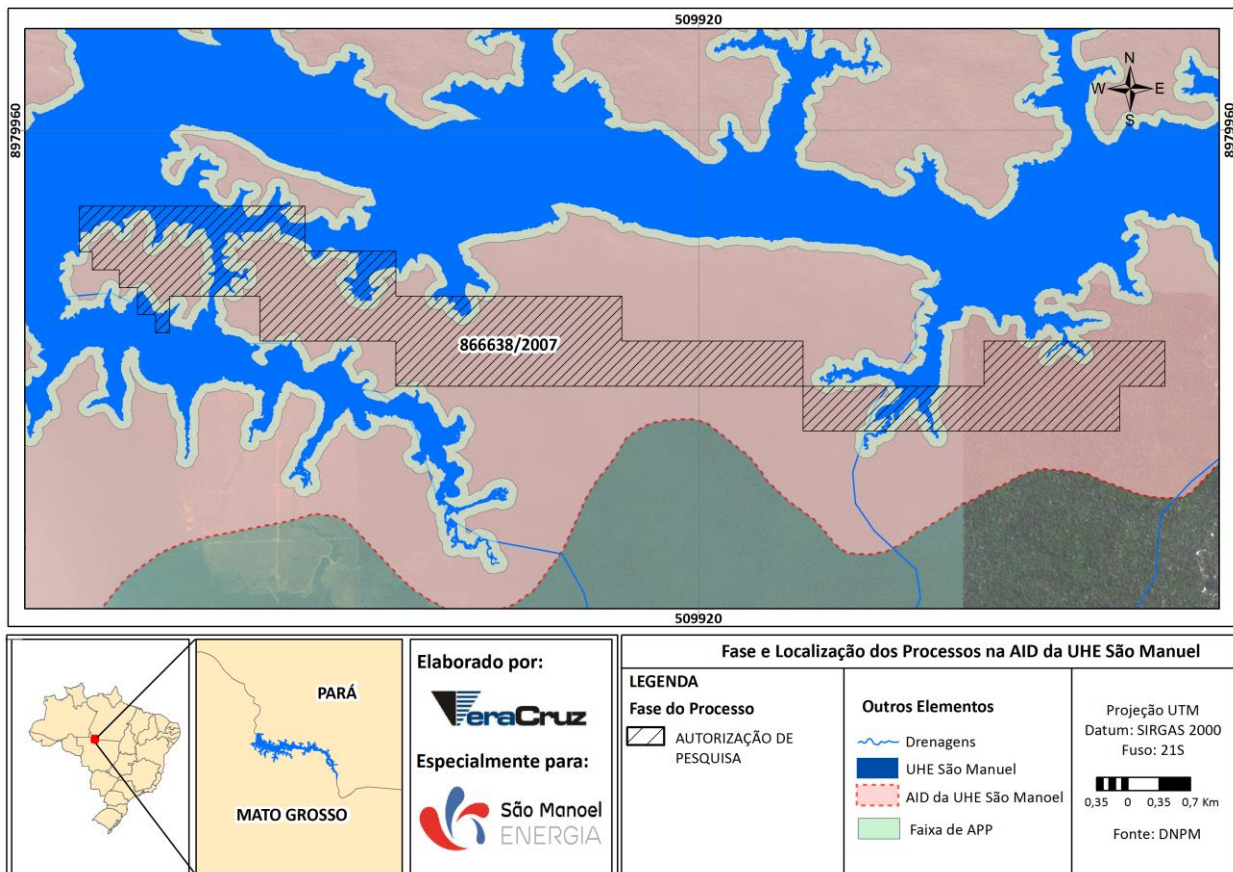 509920
8979960
8979960
N
W
E
S
866638/2007
509920
PARÁ
MATO GROSSO
Elaborado por:
VeraCruz
Especialmente para:
São Manoel
ENERGIA
Fase e Localização dos Processos na AID da UHE São Manuel
LEGENDA
Fase do Processo
AUTORIZAÇÃO DE
PESQUISA
Outros Elementos
Drenagens
UHE São Manuel
AID da UHE São Manoel
Faixa de APP
Projeção UTM
Datum: SIRGAS 2000
Fuso: 21S
0,35 0 0,35 0,7 Km
Fonte: DNPM